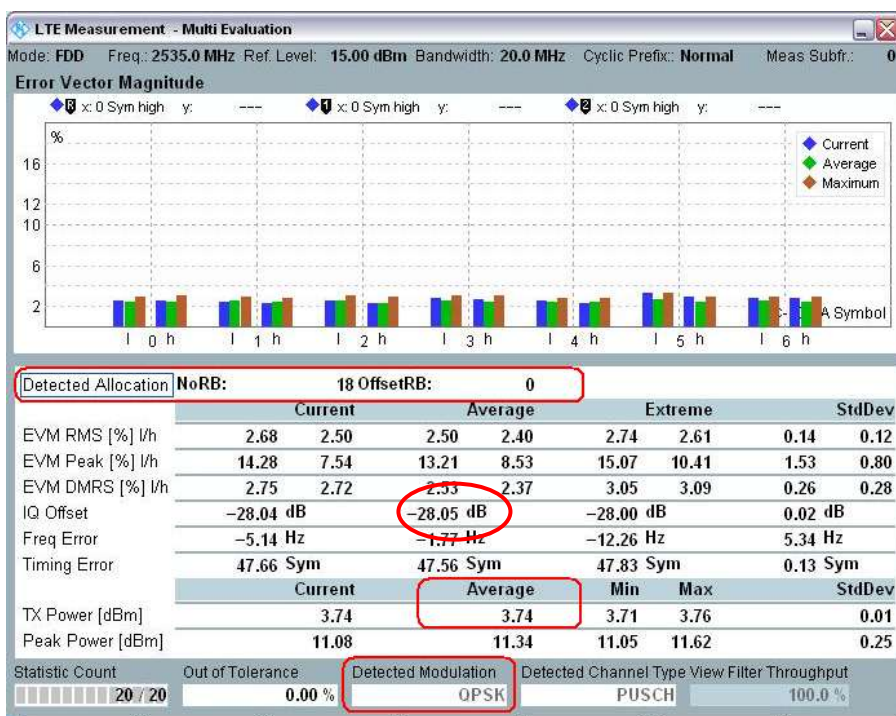 LTE Measurement - Multi Evaluation
Mode: FDD Freq.: 2535.0 MHz Ref. Level: 15.00 dBm Bandwidth: 20.0 MHz Cyclic Prefix.: Normal Meas Subfr.: 0
Error Vector Magnitude
R x: 0 Sym high y: --- 1 x: 0 Sym high y: --- 2 x: 0 Sym high y: ---
%
Current
Average
Maximum
16
12
10
6
2
A Symbol
l 0 h l 1 h l 2 h l 3 h l 4 h l 5 h l 6 h
Detected Allocation NoRB: 18 OffsetRB: 0
Current Average Extreme StdDev
EVM RMS [%] l/h 2.68 2.50 2.50 2.40 2.74 2.61 0.14 0.12
EVM Peak [%] l/h 14.28 7.54 13.21 8.53 15.07 10.41 1.53 0.80
EVM DMRS [%] l/h 2.75 2.72 2.53 2.37 3.05 3.09 0.26 0.28
IQ Offset −28.04 dB −28.05 dB −28.00 dB 0.02 dB
Freq Error −5.14 Hz −1.77 Hz −12.26 Hz 5.34 Hz
Timing Error 47.66 Sym 47.56 Sym 47.83 Sym 0.13 Sym
Current Average Min Max StdDev
TX Power [dBm] 3.74 3.74 3.71 3.76 0.01
Peak Power [dBm] 11.08 11.34 11.05 11.62 0.25
Statistic Count Out of Tolerance Detected Modulation Detected Channel Type View Filter Throughput
20 / 20 0.00 % QPSK PUSCH 100.0 %